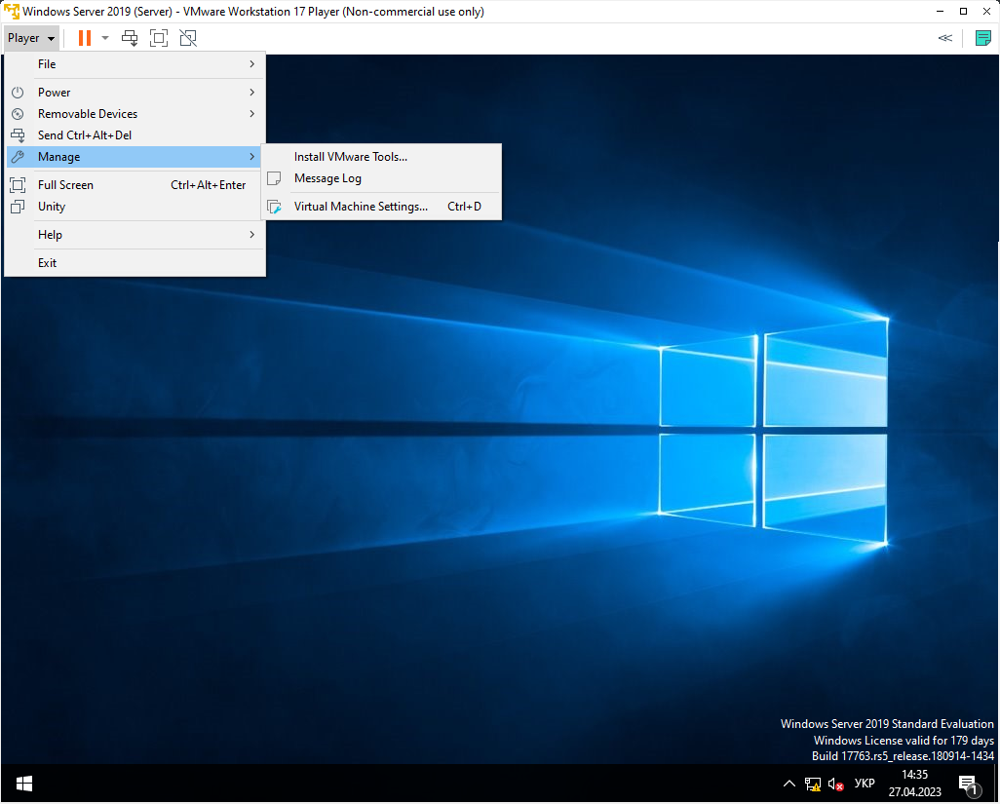 Windows Server 2019 (Server) - VMware Workstation 17 Player (Non-commercial use only)
Player
File
Power
Removable Devices
Send Ctrl+Alt+Del
Manage
Full Screen Ctrl+Alt+Enter
Unity
Help
Exit
Install VMware Tools...
Message Log
Virtual Machine Settings... Ctrl+D
Windows Server 2019 Standard Evaluation
Windows License valid for 179 days
Build 17763.rs5_release.180914-1434
УКР
14:35
27.04.2023
1